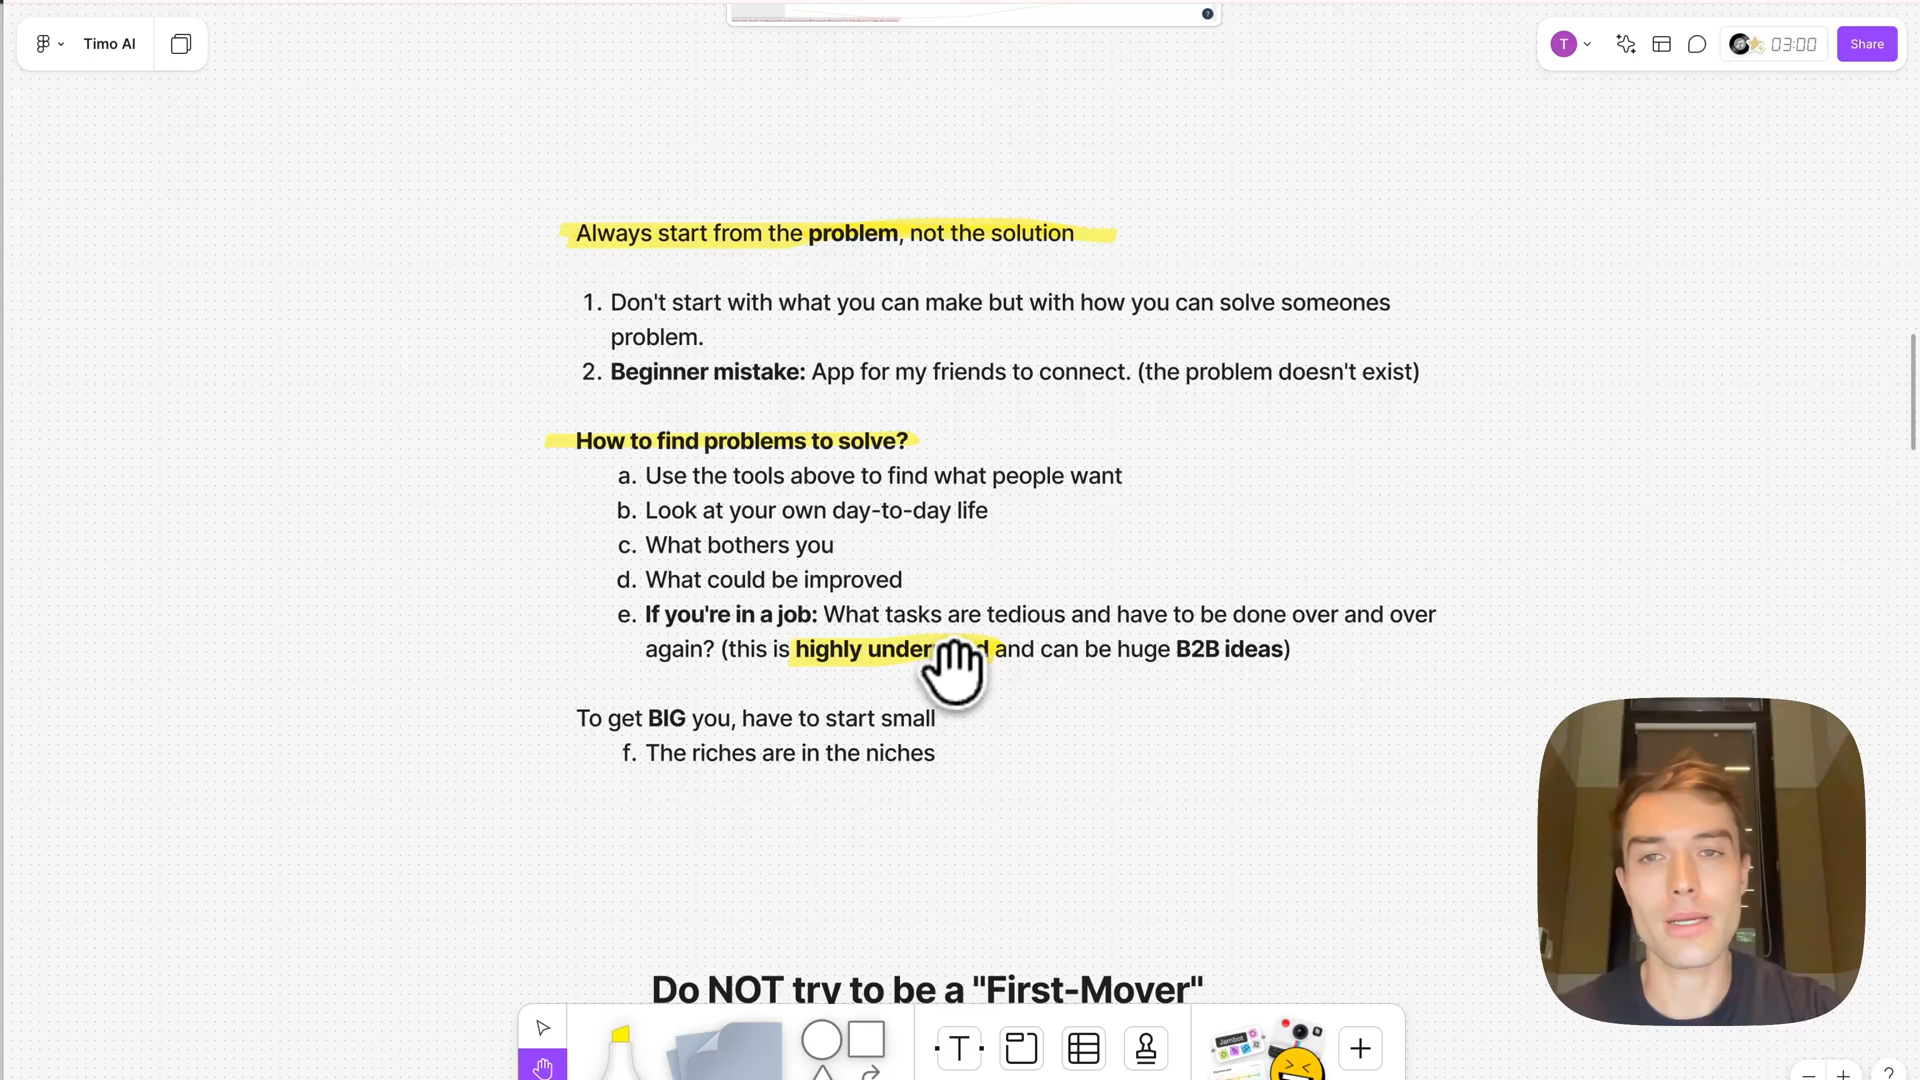 Timo AI
T
03:00
Share
Always start from the problem, not the solution
1. Don't start with what you can make but with how you can solve someones
problem.
2. Beginner mistake: App for my friends to connect. (the problem doesn't exist)
How to find problems to solve?
a. Use the tools above to find what people want
b. Look at your own day-to-day life
c. What bothers you
d. What could be improved
e. If you're in a job: What tasks are tedious and have to be done over and over
again? (this is highly and can be huge B2B ideas)
To get BIG you, have to start small
f. The riches are in the niches
Do NOT try to be a "First-Mover"
T
Jambot
?